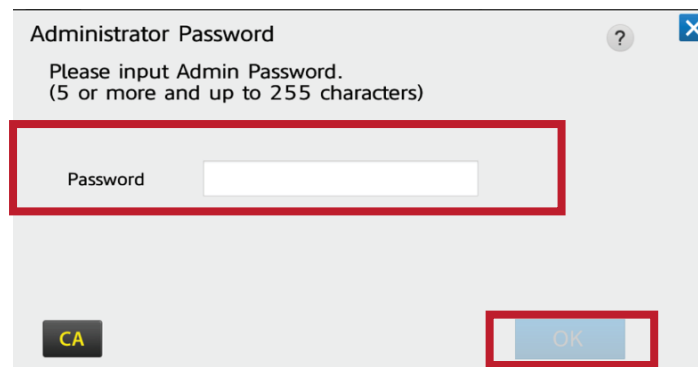 Administrator Password
?
Please input Admin Password.
(5 or more and up to 255 characters)
Password
CA
OK